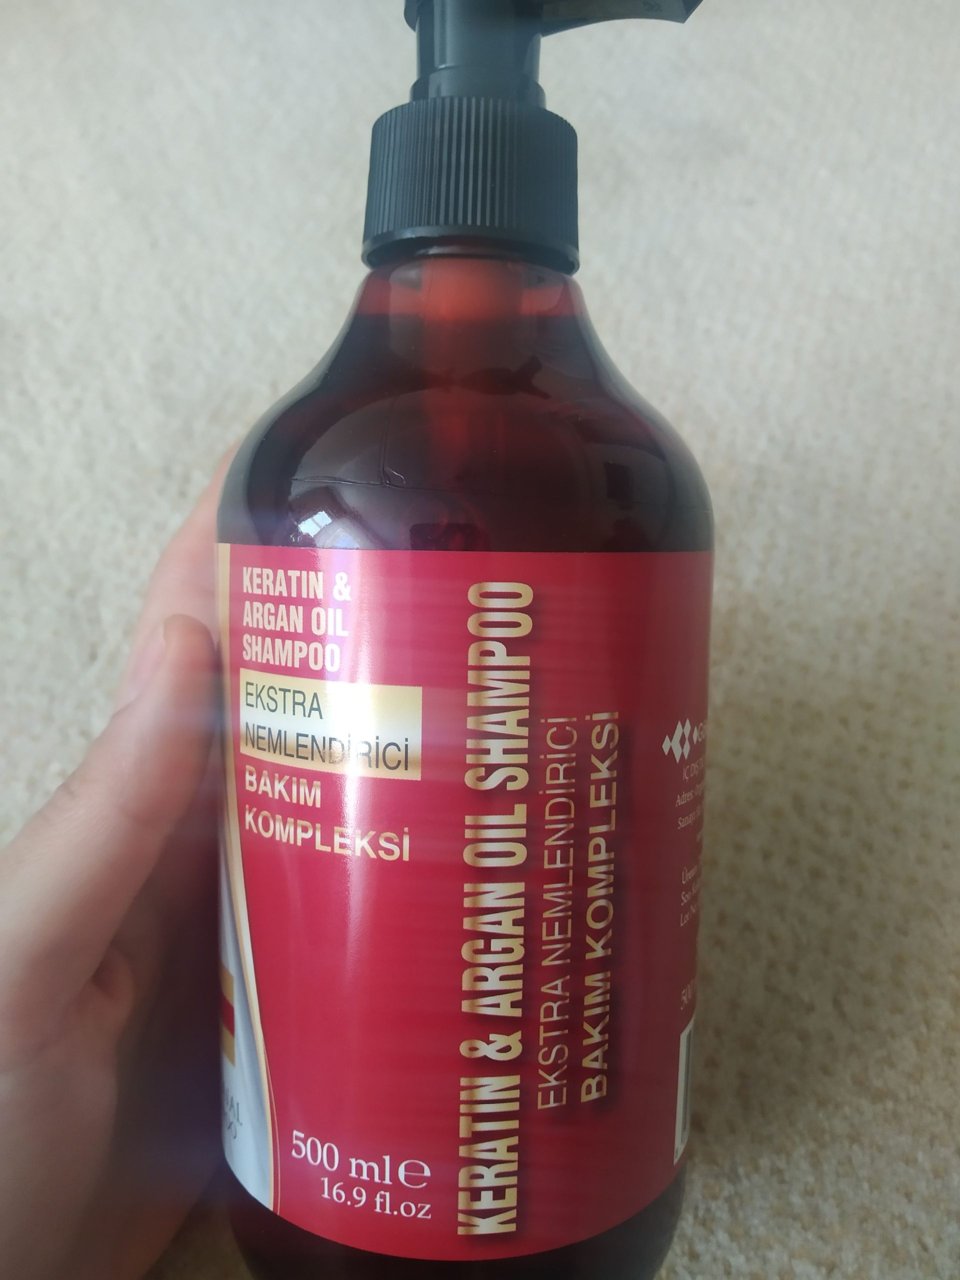 KERATIN &
ARGAN OIL
SHAMPOO
EKSTRA
NEMLENDİRİCİ
BAKIM
KOMPLEKSİ
500 ml e
16.9 fl.oz
KERATIN & ARGAN OIL SHAMPOO
EKSTRA NEMLENDİRİCİ
BAKIM KOMPLEKSİ